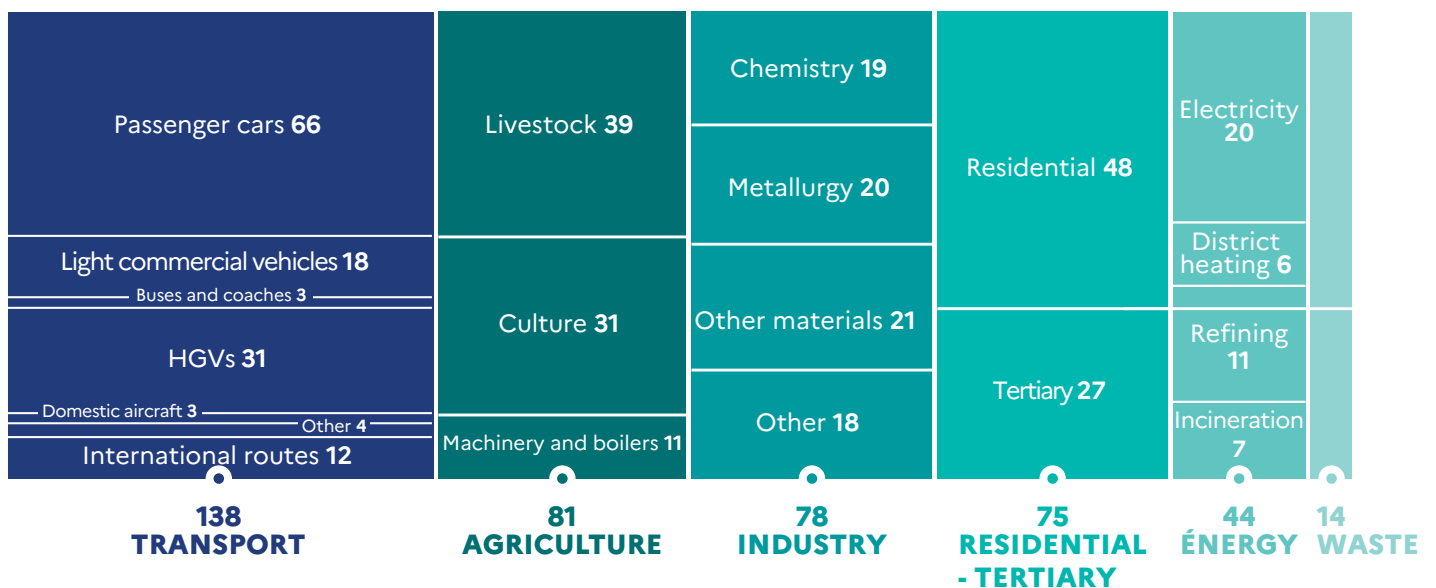 Passenger cars 66
Light commercial vehicles 18
Buses and coaches 3
HGVs 31
Domestic aircraft 3
Other 4
International routes 12
138
TRANSPORT
Livestock 39
Culture 31
Machinery and boilers 11
81
AGRICULTURE
Chemistry 19
Metallurgy 20
Other materials 21
Other 18
78
INDUSTRY
Residential 48
Tertiary 27
75
RESIDENTIAL
- TERTIARY
Electricity
20
District
heating 6
Refining
11
Incineration
7
44
ÉNERGY
14
WASTE